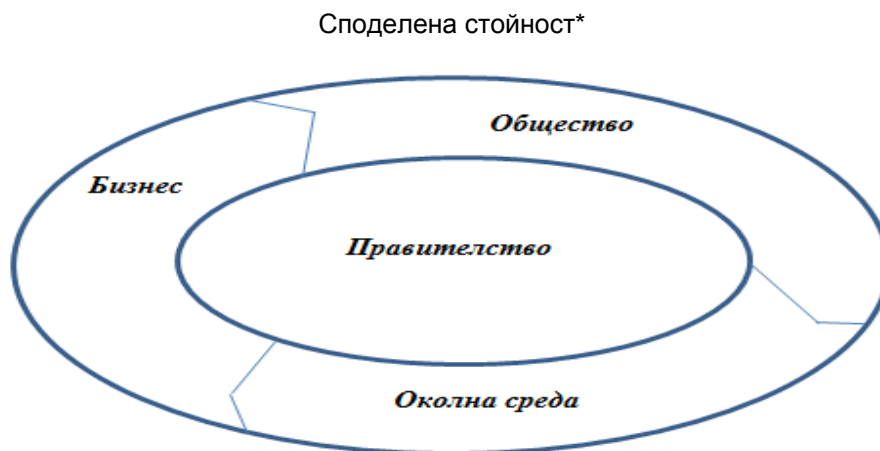 Споделена стойност*
Общество
Бизнес
Правителство
Околна среда